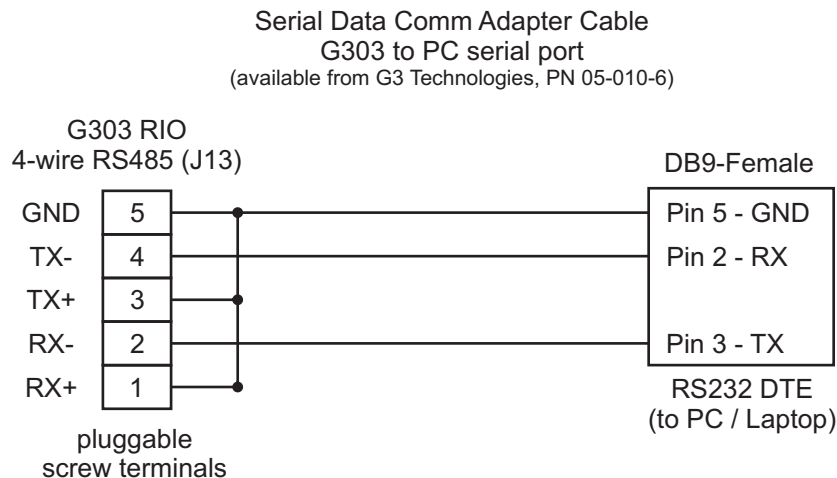 Serial Data Comm Adapter Cable
G303 to PC serial port
(available from G3 Technologies, PN 05-010-6)
G303 RIO
4-wire RS485 (J13)
DB9-Female
GND 5 Pin 5 - GND
TX- 4 Pin 2 - RX
TX+ 3
RX- 2 Pin 3 - TX
RX+ 1
RS232 DTE
(to PC / Laptop)
pluggable
screw terminals